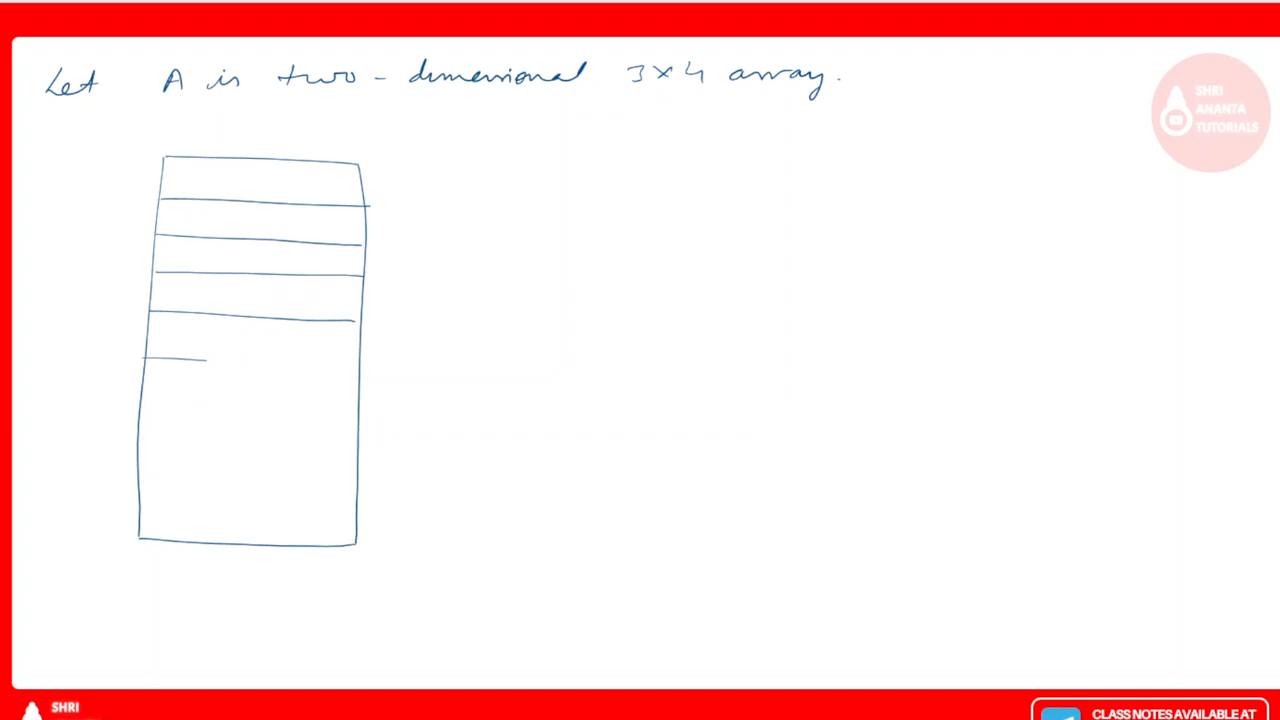 Let A is two - dimensional 3×4 array.
SHRI
ANANTA
TUTORIALS
SHRI
CLASS NOTES AVAILABLE AT